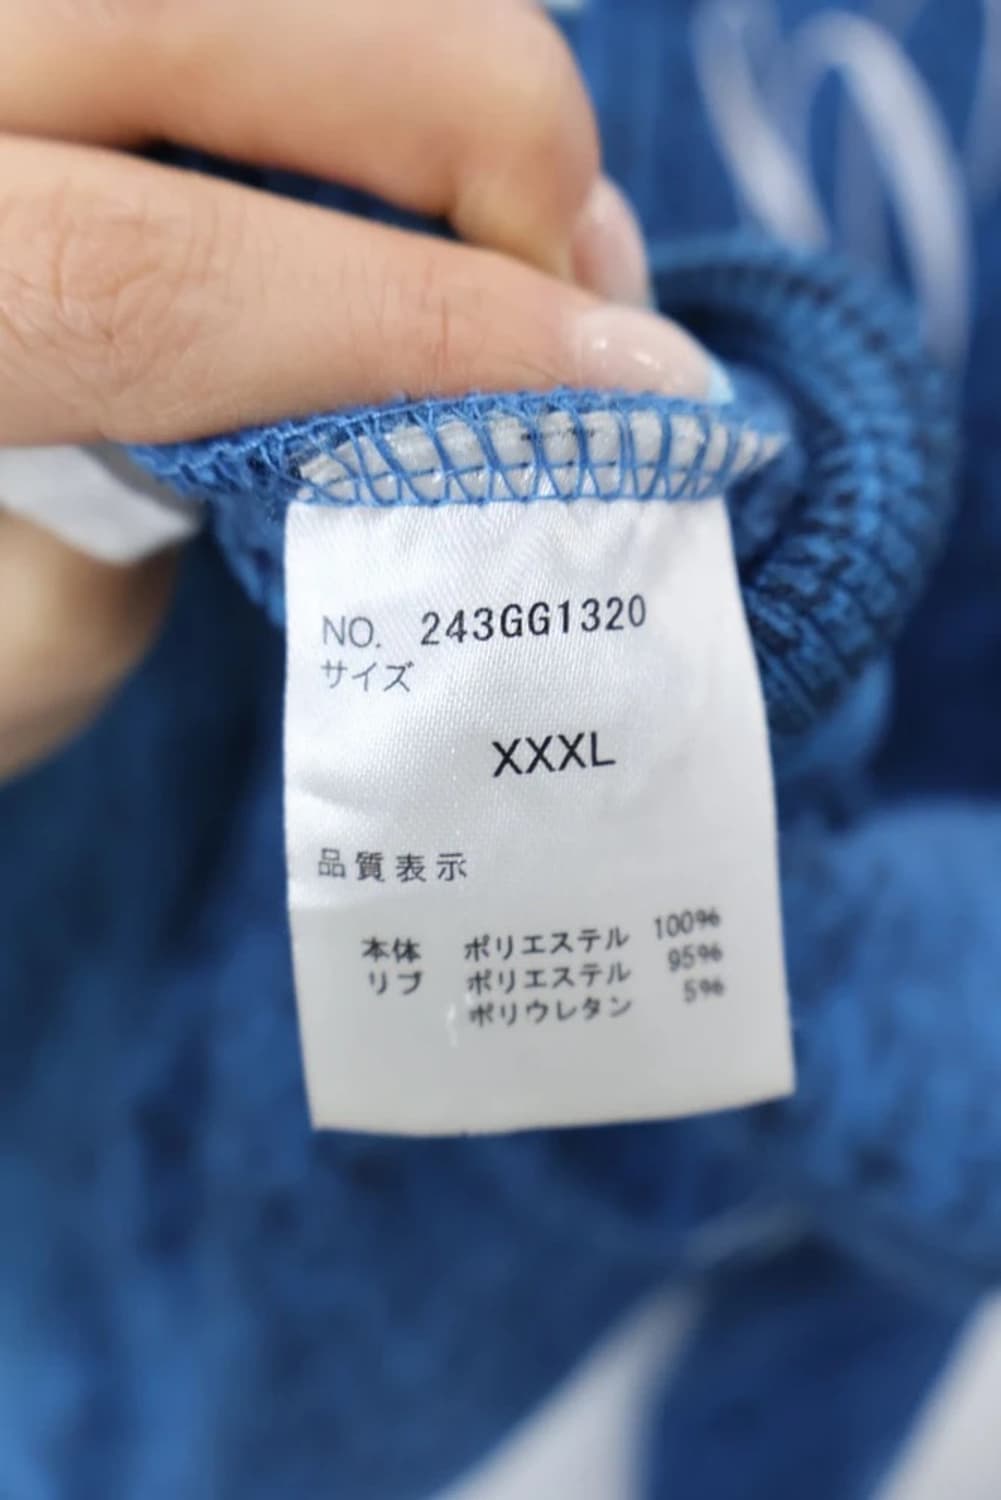 NO. 243GG1320
サイズ
XXXL
品質表示
本体 ポリエステル 100%
リブ ポリエステル 95%
ポリウレタン 5%